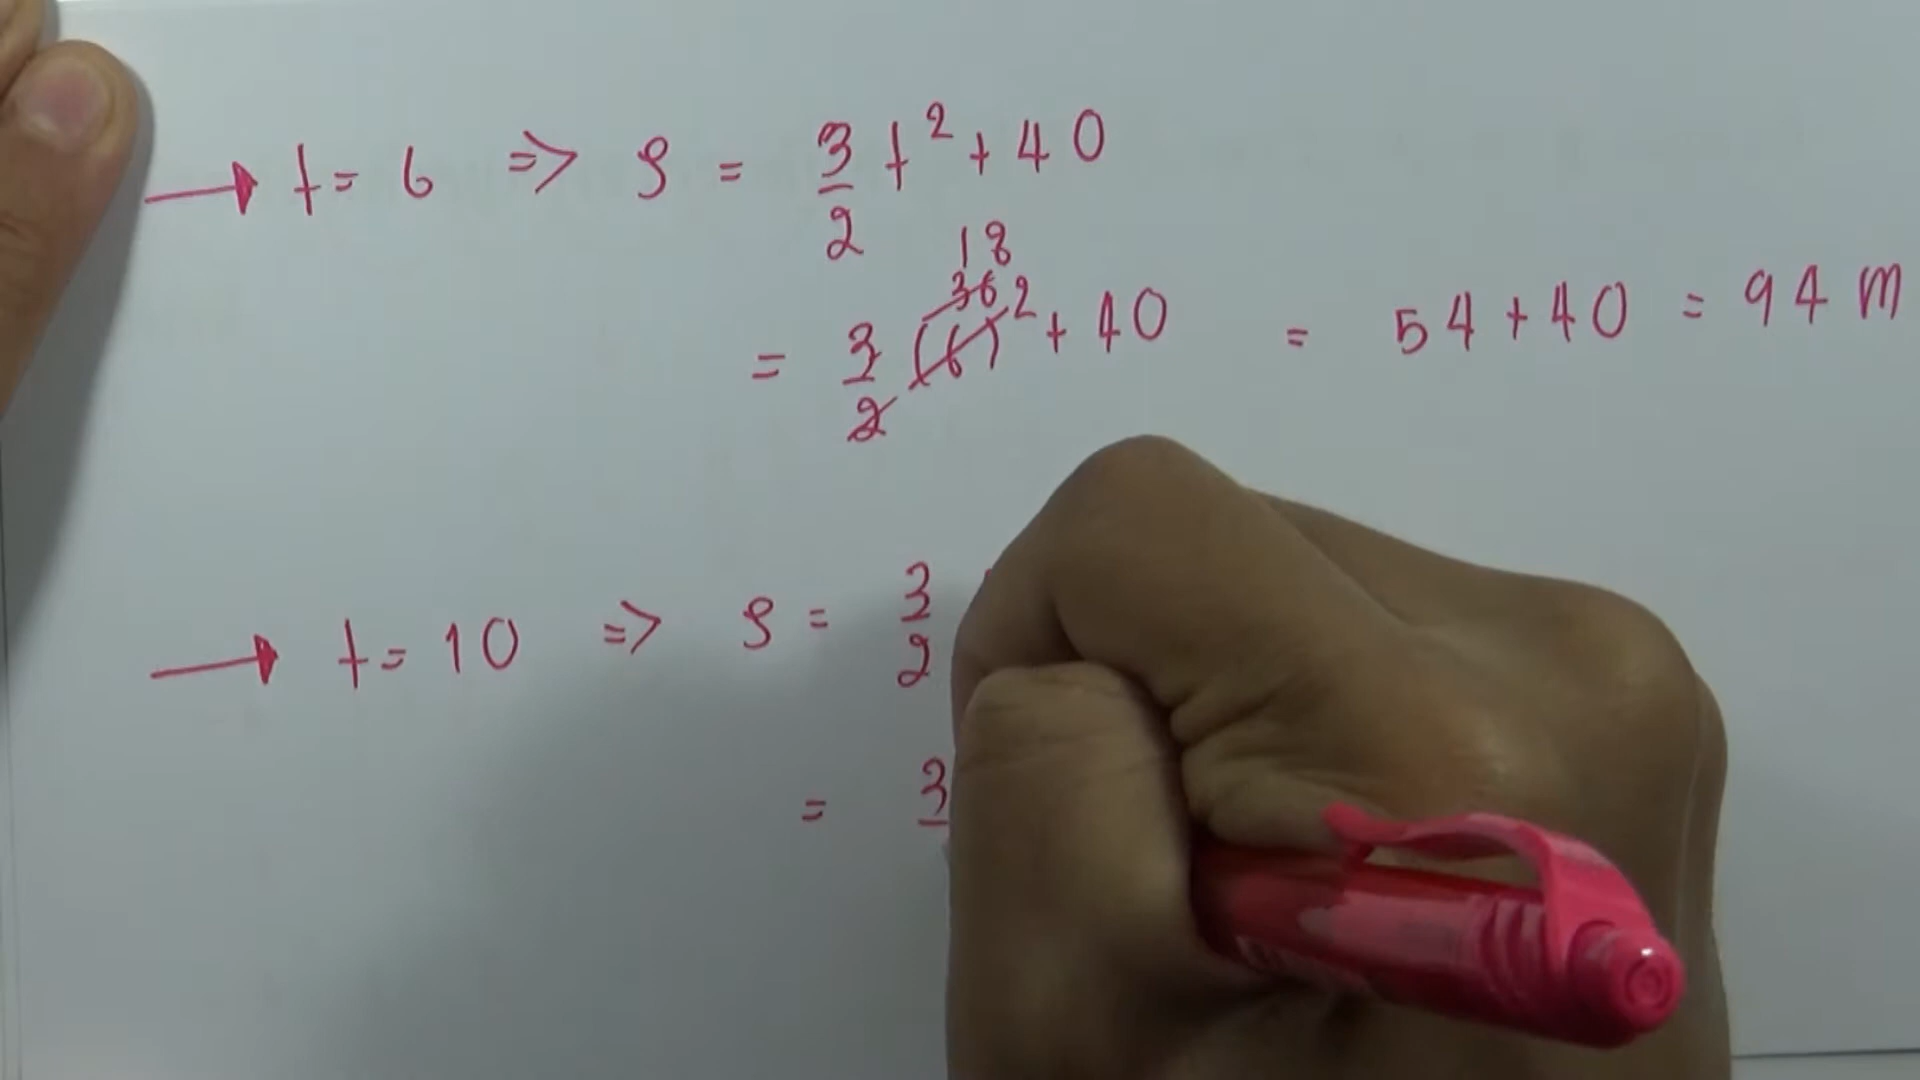 → t = 6 ⇒ s = 3/2 t² + 40
18
36
= 3/2 (6)² + 40 = 54 + 40 = 94 m
→ t = 10 ⇒ s = 3/2
= 3